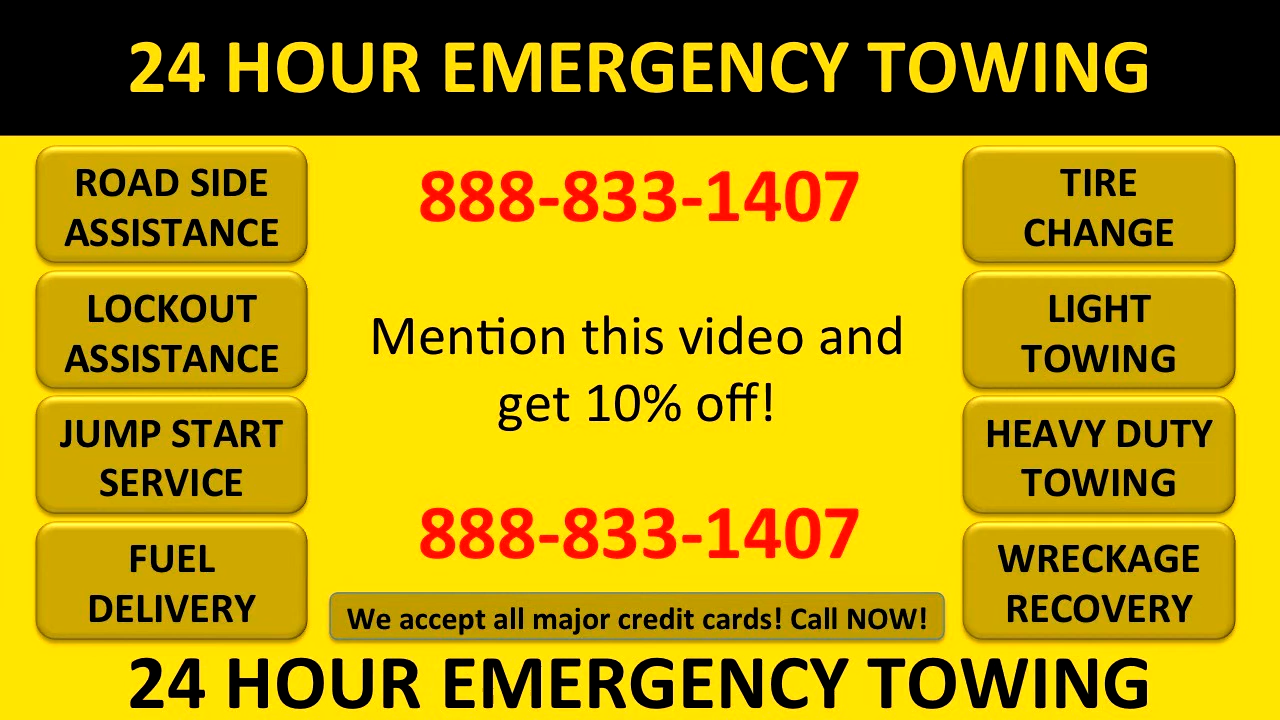 24 HOUR EMERGENCY TOWING
ROAD SIDE
ASSISTANCE
LOCKOUT
ASSISTANCE
JUMP START
SERVICE
FUEL
DELIVERY
888-833-1407
Mention this video and
get 10% off!
888-833-1407
We accept all major credit cards! Call NOW!
TIRE
CHANGE
LIGHT
TOWING
HEAVY DUTY
TOWING
WRECKAGE
RECOVERY
24 HOUR EMERGENCY TOWING